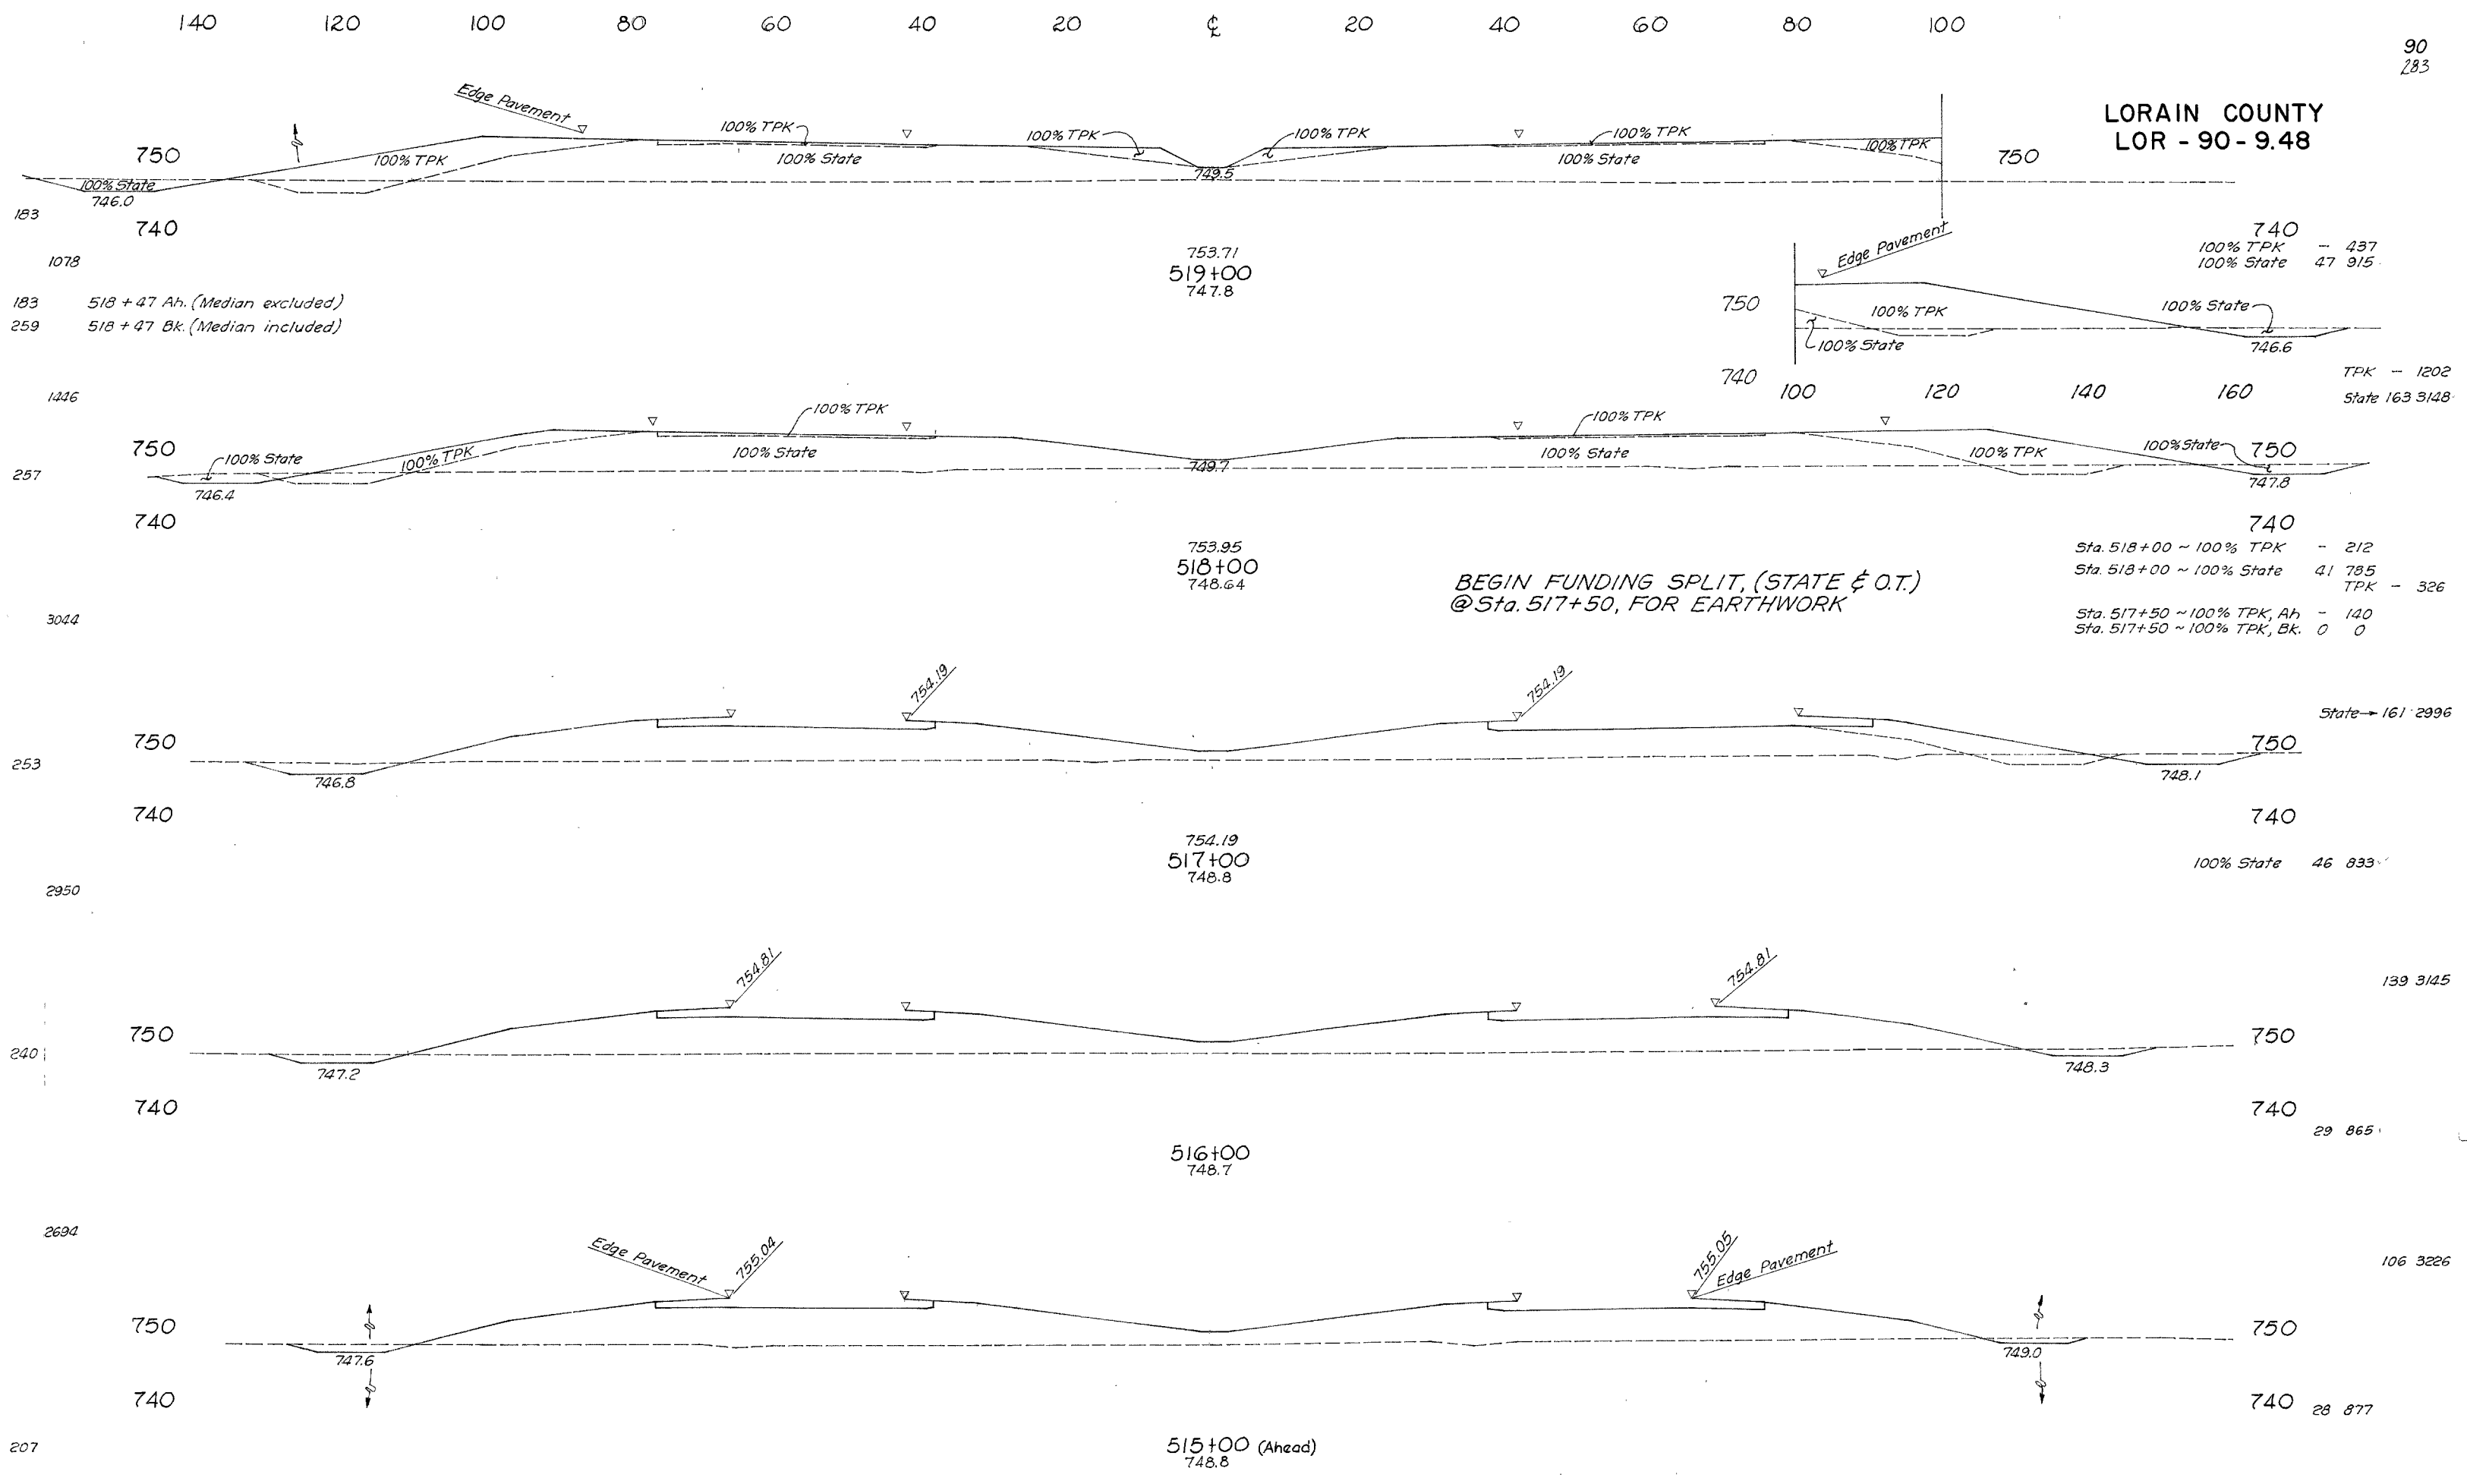 140 120 100 80 60 40 20 ℄ 20 40 60 80 100
90
283
LORAIN COUNTY
LOR - 90 - 9.48
Edge Pavement
100% TPK 100% TPK 100% TPK 100% TPK
750 100% TPK 100% State 100% State 100% TPK 750
100% State 749.5
746.0
183
740 740
Edge Pavement
753.71 100% TPK - 437
1078 519+00 100% State 47 915
747.8
183 518 + 47 Ah. (Median excluded) 750 100% State
259 518 + 47 Bk. (Median included) 100% TPK
100% State 746.6
740 TPK - 1202
100 120 140 160
1446 State 163 3148
100% TPK 100% TPK
750 100% State 100% TPK 100% State 749.7 100% State 100% TPK 100% State 750
257 746.4 747.8
740 740
753.95 Sta. 518+00 ~ 100% TPK - 212
518+00 Sta. 518+00 ~ 100% State 41 785
748.64 TPK - 326
BEGIN FUNDING SPLIT, (STATE & O.T.)
@ Sta. 517+50, FOR EARTHWORK
3044 Sta. 517+50 ~ 100% TPK, Ah - 140
Sta. 517+50 ~ 100% TPK, Bk. 0 0
754.19 754.19
State→ 161 2996
750 750
253 746.8 748.1
740 740
754.19
517+00 100% State 46 833
748.8
2950
754.81 754.81
139 3145
750 750
240 747.2 748.3
740 740
29 865
516+00
748.7
2694
Edge Pavement 755.04 755.05 Edge Pavement 106 3226
750 750
747.6 749.0
740 740 28 877
207 515+00 (Ahead)
748.8